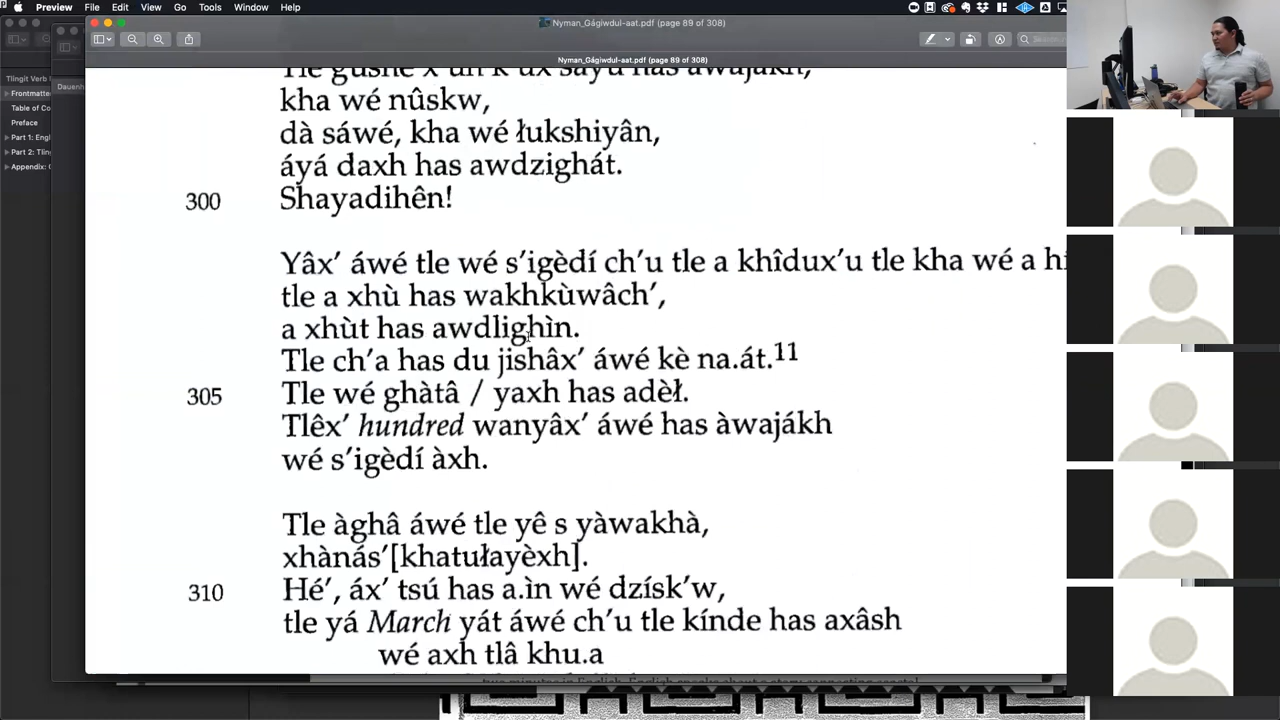 Preview File Edit View Go Tools Window Help
Nyman_Gágiwdul-aat.pdf (page 89 of 308)
Nyman_Gágiwdul-aat.pdf (page 89 of 308)
Tlingit Verb
Frontmatte
Table of Co
Preface
Part 1: Engl
Part 2: Tlin
Appendix:
Dauenh
kha wé nûskw,
dà sáwé, kha wé łukshiyân,
áyá daxh has awdzighát.
300 Shayadihên!
Yâx’ áwé tle wé s’igèdí ch’u tle a khîdux’u tle kha wé a
tle a xhù has wakhkùwâch’,
a xhùt has awdlighìn.
Tle ch’a has du jishâx’ áwé kè na.át.11
305 Tle wé ghàtâ / yaxh has adèł.
Tlêx’ hundred wanyâx’ áwé has àwajákh
wé s’igèdí àxh.
Tle àghâ áwé tle yê s yàwakhà,
xhànás’[khatułayèxh].
310 Hé’, áx’ tsú has a.ìn wé dzísk’w,
tle yá March yát áwé ch’u tle kínde has axâsh
wé axh tlâ khu.a